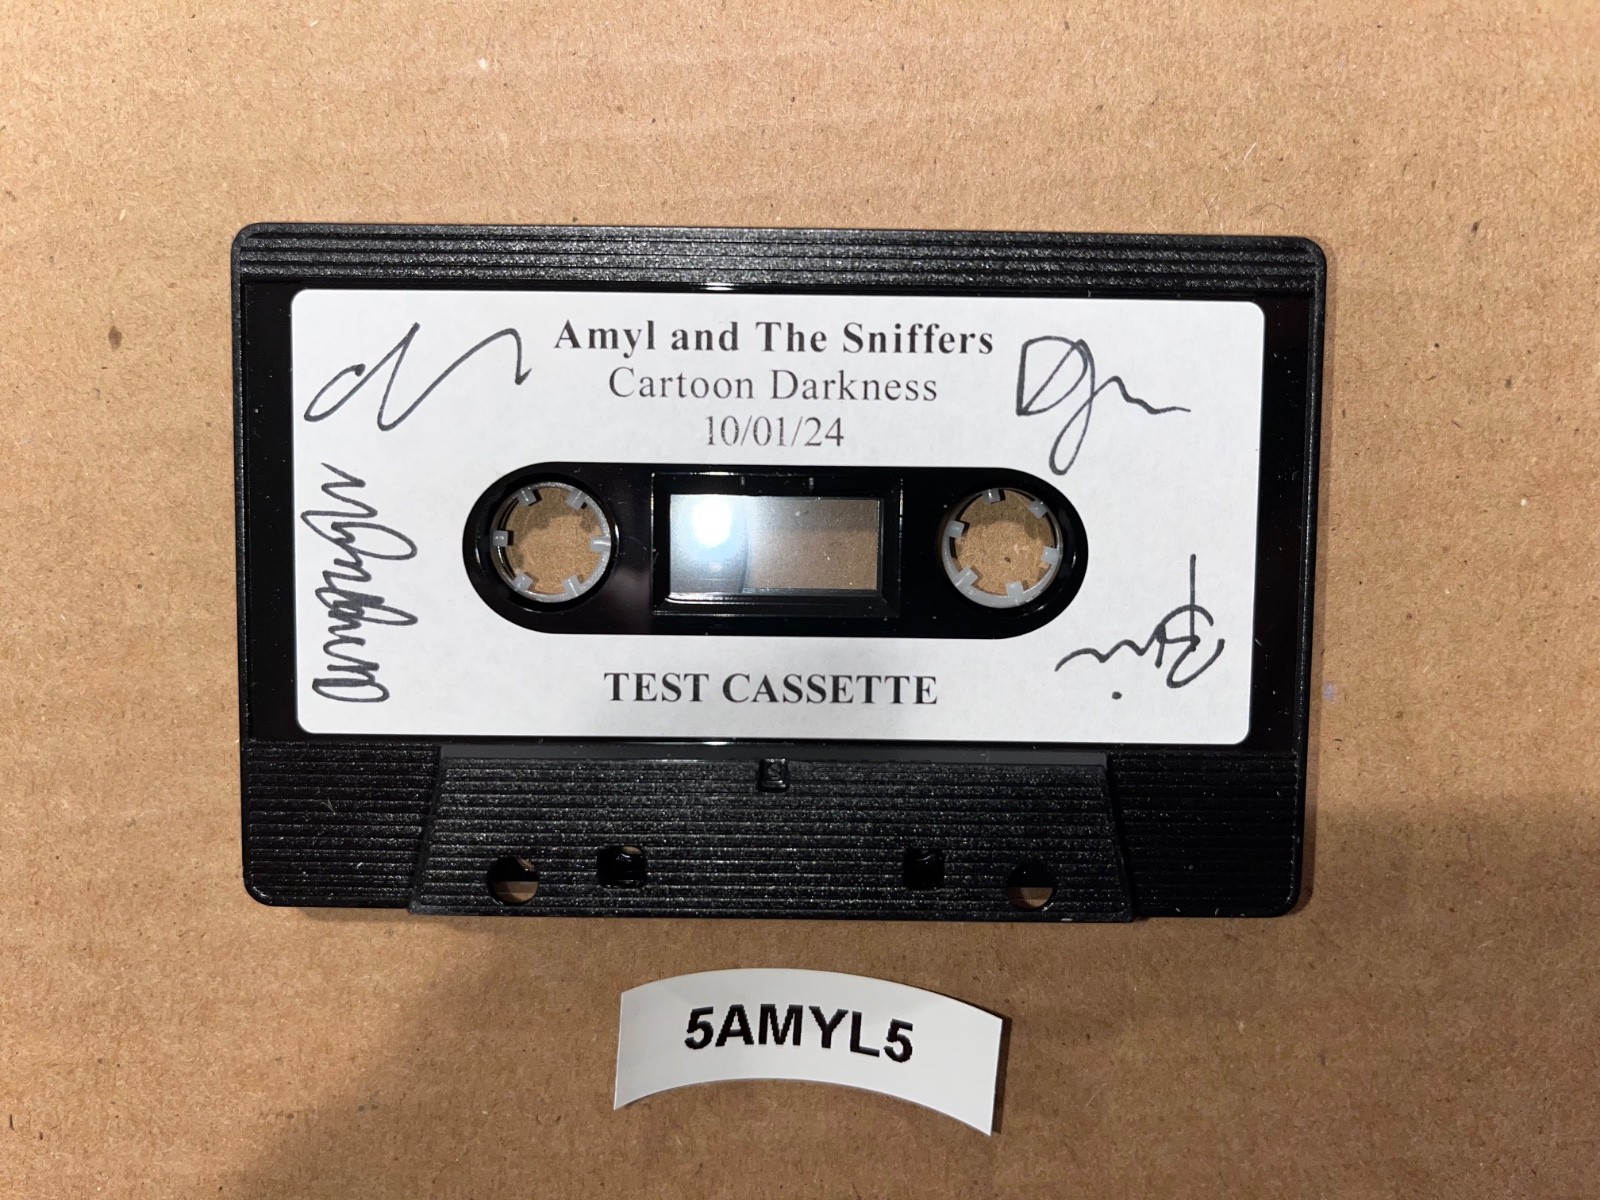 Amyl and The Sniffers
Cartoon Darkness
10/01/24
TEST CASSETTE
5AMYL5